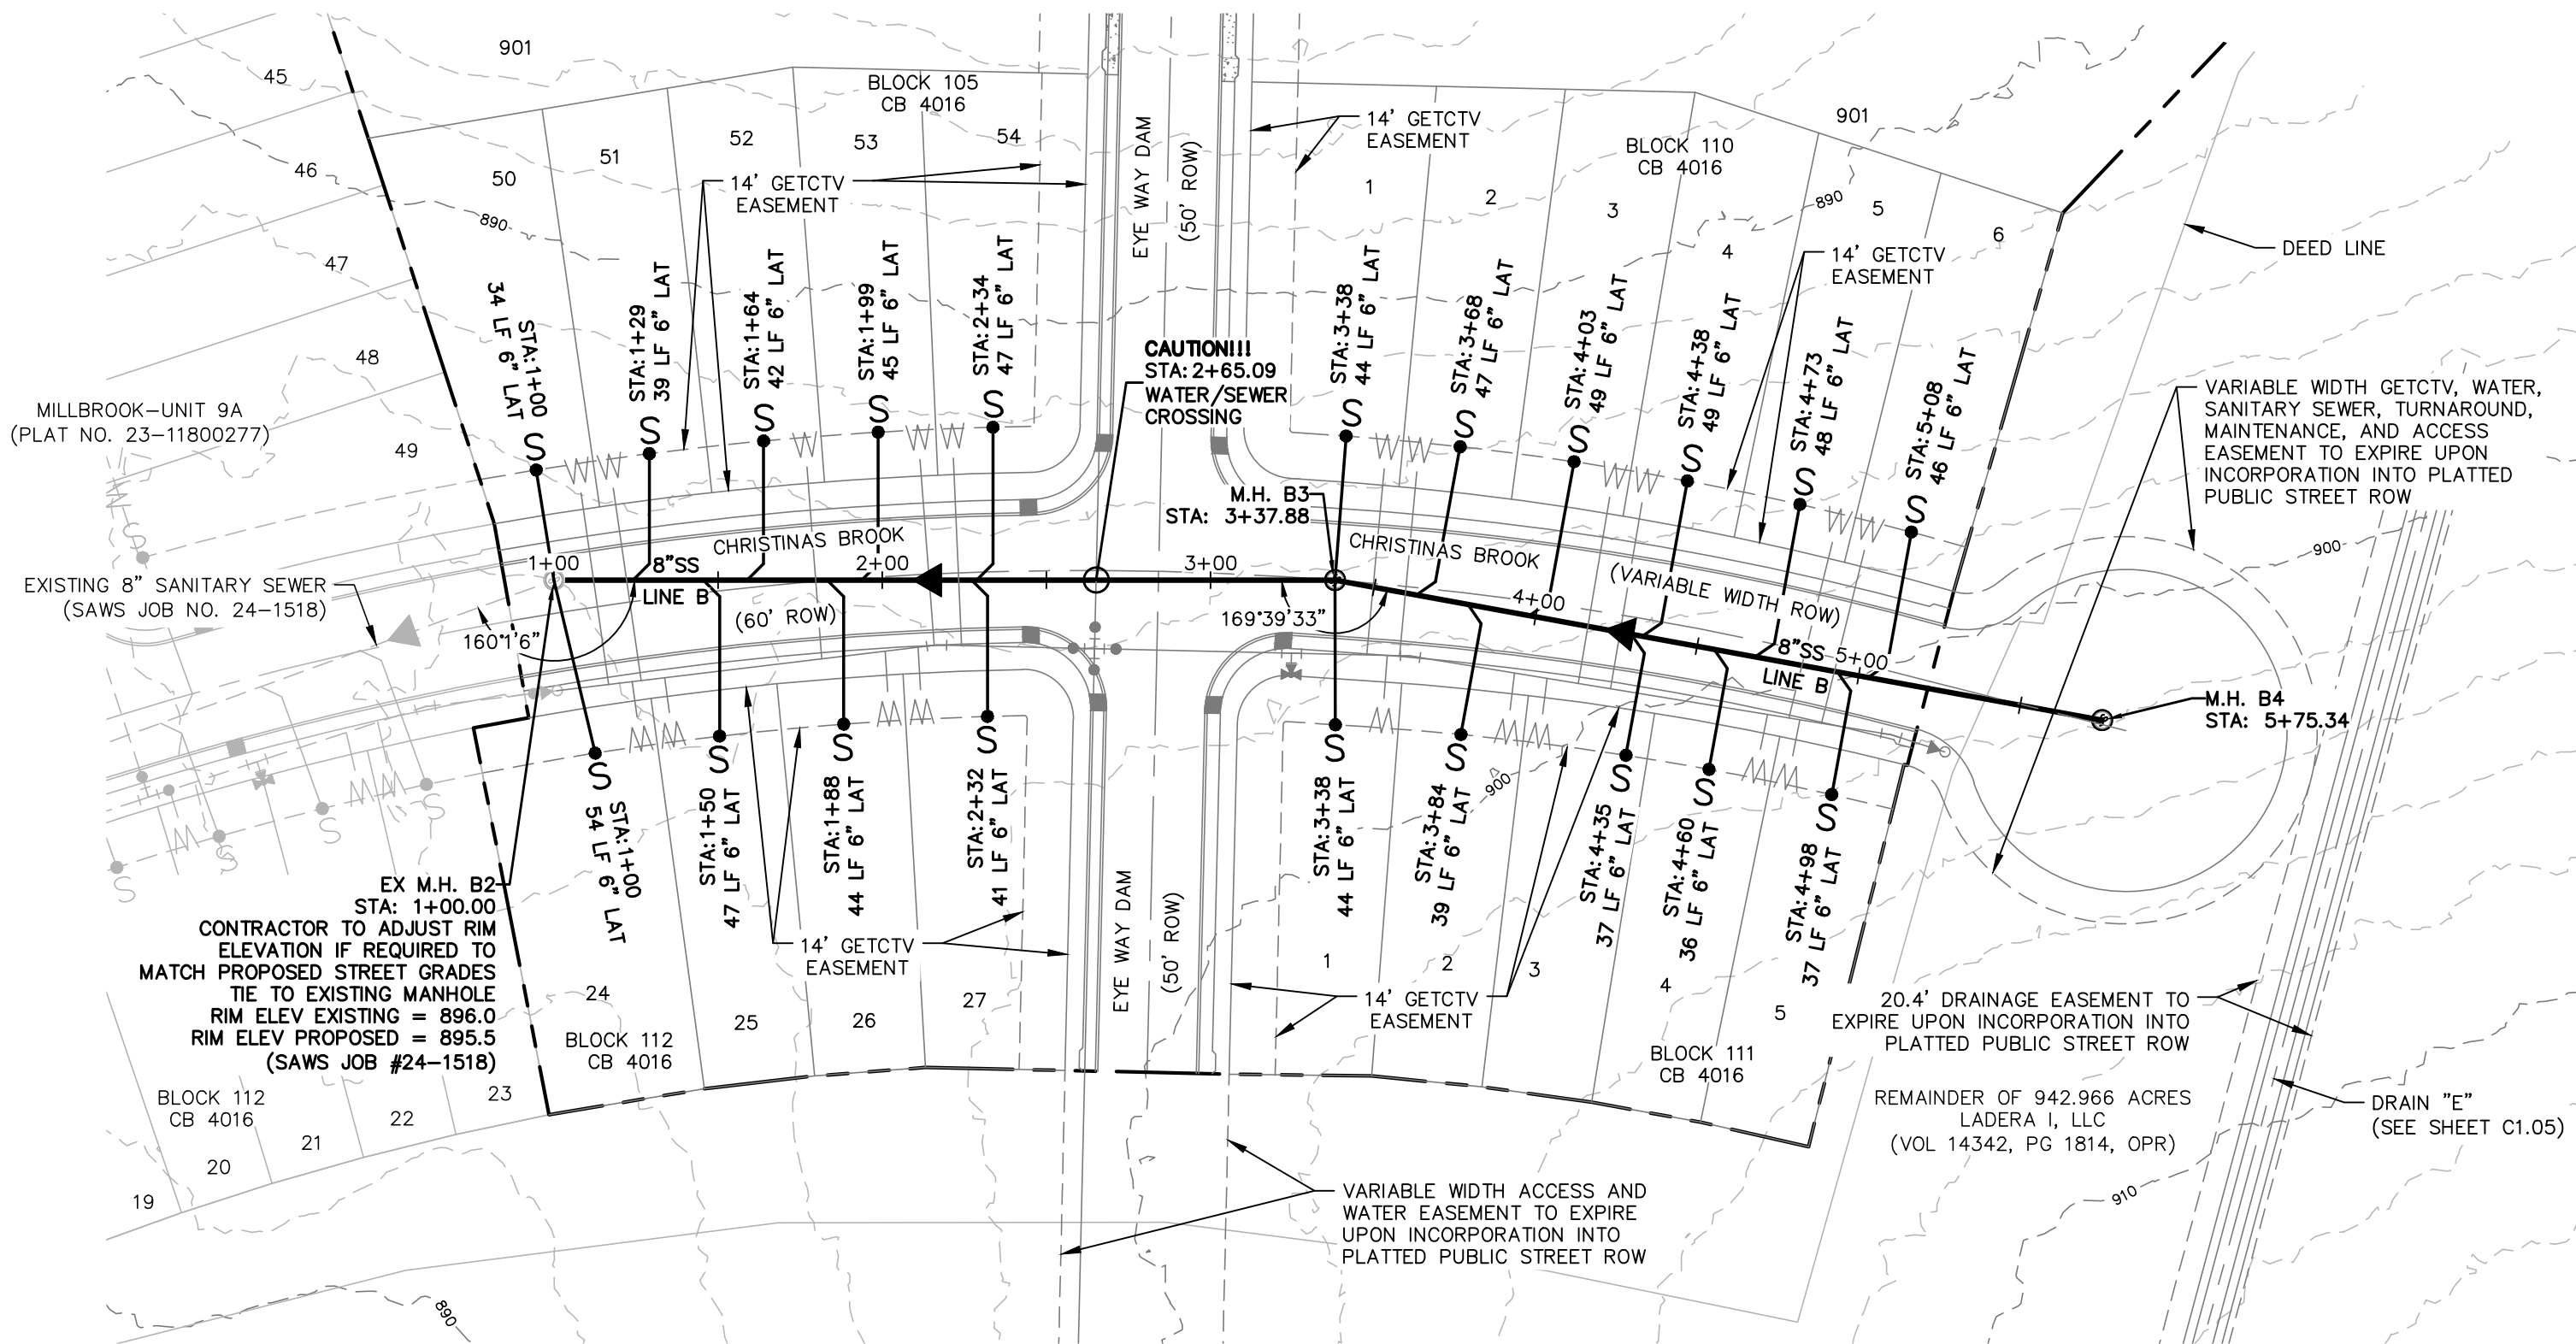 901
45
46
47
48
49
MILLBROOK-UNIT 9A
(PLAT NO. 23-11800277)
EXISTING 8" SANITARY SEWER
(SAWS JOB NO. 24-1518)
BLOCK 105
CB 4016
50
51
52
53
54
890
14' GETCTV
EASEMENT
34 LF 6" LAT
STA:1+00
STA:1+29
39 LF 6" LAT
STA:1+64
42 LF 6" LAT
STA:1+99
45 LF 6" LAT
STA:2+34
47 LF 6" LAT
EYE WAY DAM
(50' ROW)
CAUTION!!!
STA:2+65.09
WATER/SEWER
CROSSING
14' GETCTV
EASEMENT
BLOCK 110
CB 4016
901
1
2
3
4
5
6
890
14' GETCTV
EASEMENT
STA:3+38
44 LF 6" LAT
STA:3+68
47 LF 6" LAT
STA:4+03
49 LF 6" LAT
STA:4+38
49 LF 6" LAT
STA:4+73
48 LF 6" LAT
STA:5+08
46 LF 6" LAT
DEED LINE
VARIABLE WIDTH GETCTV, WATER,
SANITARY SEWER, TURNAROUND,
MAINTENANCE, AND ACCESS
EASEMENT TO EXPIRE UPON
INCORPORATION INTO PLATTED
PUBLIC STREET ROW
900
M.H. B3
STA: 3+37.88
S
S
S
S
S
S
S
S
S
S
S
W
W
W
W
W
W
W
W
W
W
W
1+00
8"SS
LINE B
CHRISTINAS BROOK
2+00
(60' ROW)
3+00
160°1'6"
169°39'33"
CHRISTINAS BROOK
(VARIABLE WIDTH ROW)
4+00
8"SS
LINE B
5+00
M.H. B4
STA: 5+75.34
S
S
S
S
S
S
S
S
S
STA:1+00
54 LF 6" LAT
STA:1+50
47 LF 6" LAT
STA:1+88
44 LF 6" LAT
STA:2+32
41 LF 6" LAT
STA:3+38
44 LF 6" LAT
STA:3+84
39 LF 6" LAT
STA:4+35
37 LF 6" LAT
STA:4+60
36 LF 6" LAT
STA:4+98
37 LF 6" LAT
900
EX M.H. B2
STA: 1+00.00
CONTRACTOR TO ADJUST RIM
ELEVATION IF REQUIRED TO
MATCH PROPOSED STREET GRADES
TIE TO EXISTING MANHOLE
RIM ELEV EXISTING = 896.0
RIM ELEV PROPOSED = 895.5
(SAWS JOB #24-1518)
14' GETCTV
EASEMENT
24
25
26
27
BLOCK 112
CB 4016
EYE WAY DAM
(50' ROW)
14' GETCTV
EASEMENT
1
2
3
4
5
BLOCK 111
CB 4016
BLOCK 112
CB 4016
19
20
21
22
23
20.4' DRAINAGE EASEMENT TO
EXPIRE UPON INCORPORATION INTO
PLATTED PUBLIC STREET ROW
REMAINDER OF 942.966 ACRES
LADERA I, LLC
(VOL 14342, PG 1814, OPR)
DRAIN "E"
(SEE SHEET C1.05)
910
VARIABLE WIDTH ACCESS AND
WATER EASEMENT TO EXPIRE
UPON INCORPORATION INTO
PLATTED PUBLIC STREET ROW
890